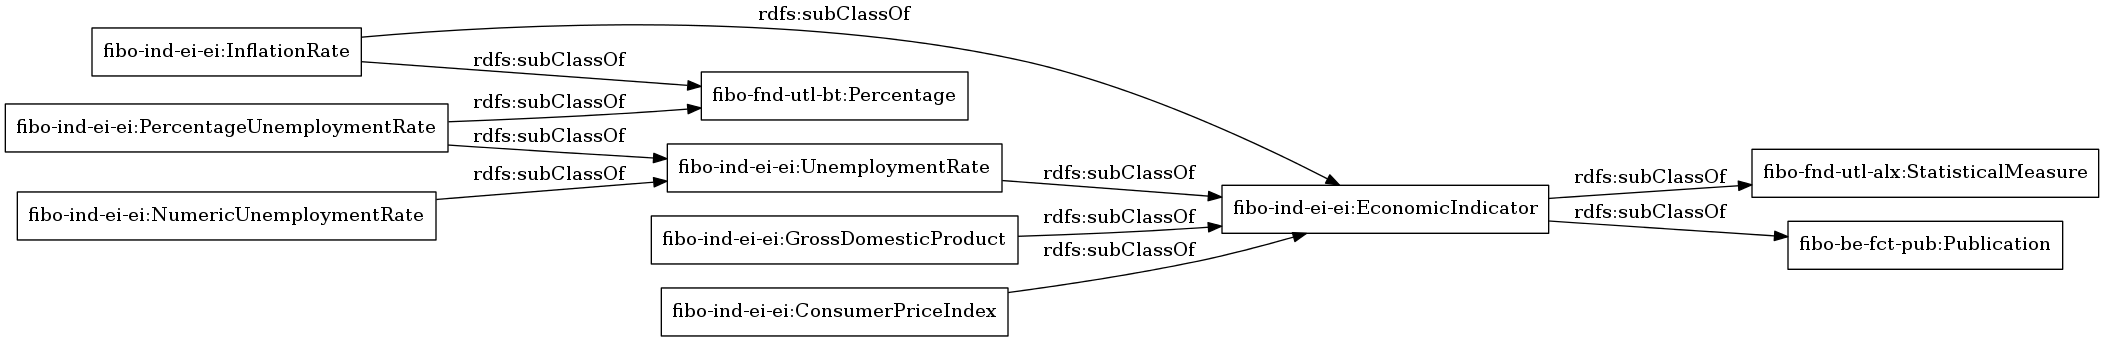 rdfs:subClassOf
fibo-ind-ei-ei:InflationRate
rdfs:subClassOf
fibo-fnd-utl-bt:Percentage
rdfs:subClassOf
fibo-ind-ei-ei:PercentageUnemploymentRate
rdfs:subClassOf
fibo-ind-ei-ei:UnemploymentRate
rdfs:subClassOf
rdfs:subClassOf
fibo-ind-ei-ei:NumericUnemploymentRate
fibo-ind-ei-ei:EconomicIndicator
rdfs:subClassOf
fibo-fnd-utl-alx:StatisticalMeasure
rdfs:subClassOf
rdfs:subClassOf
fibo-ind-ei-ei:GrossDomesticProduct
fibo-be-fct-pub:Publication
rdfs:subClassOf
fibo-ind-ei-ei:ConsumerPriceIndex